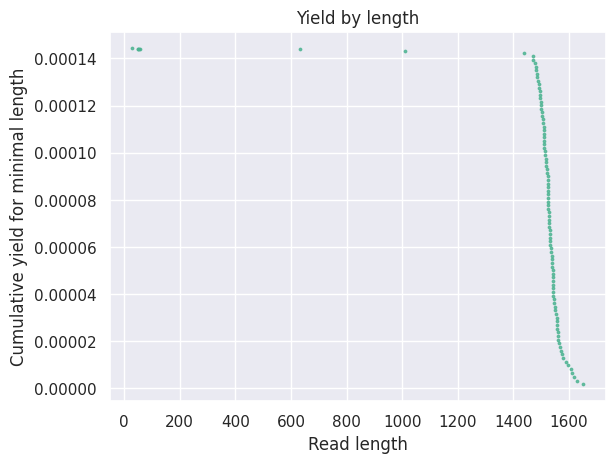 Yield by length
Cumulative yield for minimal length
0.00014
0.00012
0.00010
0.00008
0.00006
0.00004
0.00002
0.00000
0 200 400 600 800 1000 1200 1400 1600
Read length